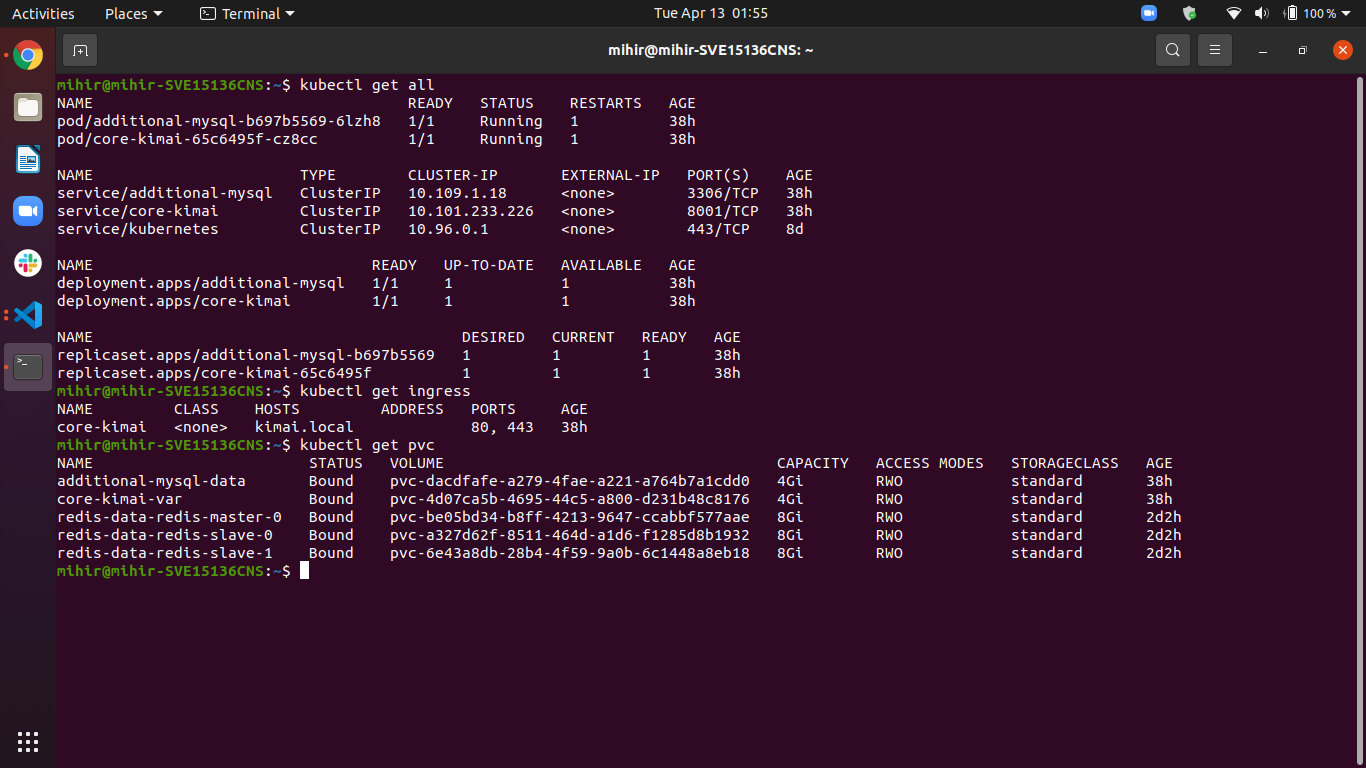 Activities Places Terminal Tue Apr 13 01:55 100 %
mihir@mihir-SVE15136CNS: ~
mihir@mihir-SVE15136CNS:~$ kubectl get all
NAME READY STATUS RESTARTS AGE
pod/additional-mysql-b697b5569-6lzh8 1/1 Running 1 38h
pod/core-kimai-65c6495f-cz8cc 1/1 Running 1 38h
NAME TYPE CLUSTER-IP EXTERNAL-IP PORT(S) AGE
service/additional-mysql ClusterIP 10.109.1.18 <none> 3306/TCP 38h
service/core-kimai ClusterIP 10.101.233.226 <none> 8001/TCP 38h
service/kubernetes ClusterIP 10.96.0.1 <none> 443/TCP 8d
NAME READY UP-TO-DATE AVAILABLE AGE
deployment.apps/additional-mysql 1/1 1 1 38h
deployment.apps/core-kimai 1/1 1 1 38h
NAME DESIRED CURRENT READY AGE
replicaset.apps/additional-mysql-b697b5569 1 1 1 38h
replicaset.apps/core-kimai-65c6495f 1 1 1 38h
mihir@mihir-SVE15136CNS:~$ kubectl get ingress
NAME CLASS HOSTS ADDRESS PORTS AGE
core-kimai <none> kimai.local 80, 443 38h
mihir@mihir-SVE15136CNS:~$ kubectl get pvc
NAME STATUS VOLUME CAPACITY ACCESS MODES STORAGECLASS AGE
additional-mysql-data Bound pvc-dacdfafe-a279-4fae-a221-a764b7a1cdd0 4Gi RWO standard 38h
core-kimai-var Bound pvc-4d07ca5b-4695-44c5-a800-d231b48c8176 4Gi RWO standard 38h
redis-data-redis-master-0 Bound pvc-be05bd34-b8ff-4213-9647-ccabbf577aae 8Gi RWO standard 2d2h
redis-data-redis-slave-0 Bound pvc-a327d62f-8511-464d-a1d6-f1285d8b1932 8Gi RWO standard 2d2h
redis-data-redis-slave-1 Bound pvc-6e43a8db-28b4-4f59-9a0b-6c1448a8eb18 8Gi RWO standard 2d2h
mihir@mihir-SVE15136CNS:~$